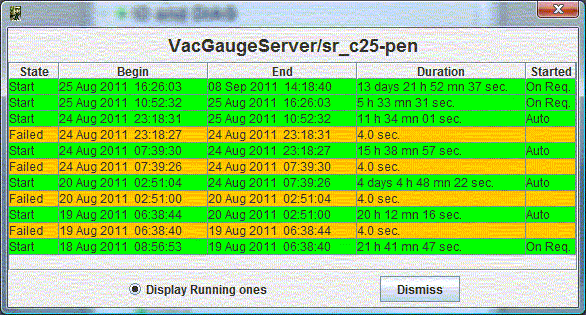 ID and DIAG
VacGaugeServer/sr_c25-pen
State Begin End Duration Started
Start 25 Aug 2011 16:26:03 08 Sep 2011 14:18:40 13 days 21 h 52 mn 37 sec. On Req.
Start 25 Aug 2011 10:52:32 25 Aug 2011 16:26:03 5 h 33 mn 31 sec. On Req.
Start 24 Aug 2011 23:18:31 25 Aug 2011 10:52:32 11 h 34 mn 01 sec. Auto
Failed 24 Aug 2011 23:18:27 24 Aug 2011 23:18:31 4.0 sec.
Start 24 Aug 2011 07:39:30 24 Aug 2011 23:18:27 15 h 38 mn 57 sec. Auto
Failed 24 Aug 2011 07:39:26 24 Aug 2011 07:39:30 4.0 sec.
Start 20 Aug 2011 02:51:04 24 Aug 2011 07:39:26 4 days 4 h 48 mn 22 sec. Auto
Failed 20 Aug 2011 02:51:00 20 Aug 2011 02:51:04 4.0 sec.
Start 19 Aug 2011 06:38:44 20 Aug 2011 02:51:00 20 h 12 mn 16 sec. Auto
Failed 19 Aug 2011 06:38:40 19 Aug 2011 06:38:44 4.0 sec.
Start 18 Aug 2011 08:56:53 19 Aug 2011 06:38:40 21 h 41 mn 47 sec. On Req.
Display Running ones Dismiss